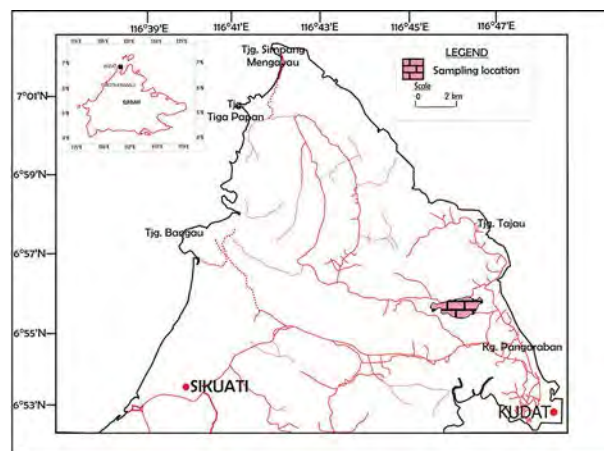 116°39'E 116°41'E 116°43'E 116°45'E 116°47'E
Tjg. Simpang
Mengayau
LEGEND
Sampling location
Scale
0 2 km
7°01'N
Tjg.
Tiga Papan
6°59'N
Tjg. Tajau
Tjg. Bangau
6°57'N
6°55'N
Kg. Pangaraban
SIKUATI
6°53'N
KUDAT